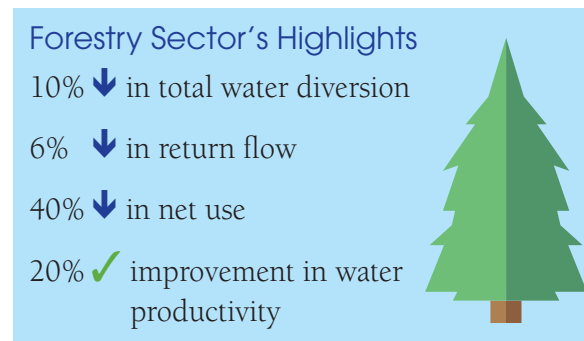 Forestry Sector’s Highlights
10% ↓ in total water diversion
6% ↓ in return flow
40% ↓ in net use
20% ✓ improvement in water
productivity